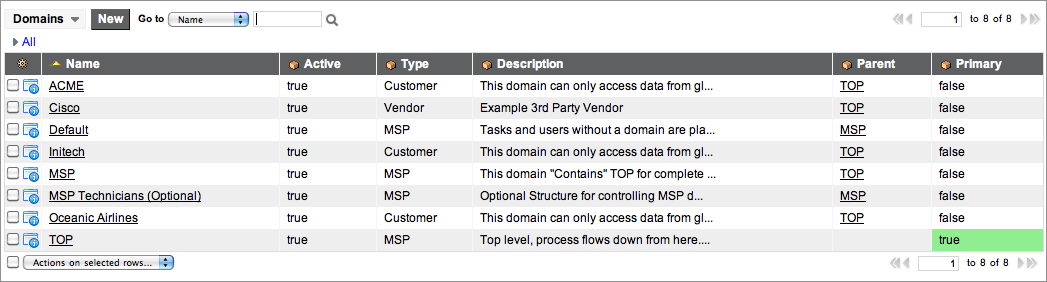 Domains New Go to Name 1 to 8 of 8
All
Name Active Type Description Parent Primary
ACME true Customer This domain can only access data from gl... TOP false
Cisco true Vendor Example 3rd Party Vendor TOP false
Default true MSP Tasks and users without a domain are pla... MSP false
Initech true Customer This domain can only access data from gl... TOP false
MSP true MSP This domain "Contains" TOP for complete ... TOP false
MSP Technicians (Optional) true MSP Optional Structure for controlling MSP d... MSP false
Oceanic Airlines true Customer This domain can only access data from gl... TOP false
TOP true MSP Top level, process flows down from here.... true
Actions on selected rows... 1 to 8 of 8